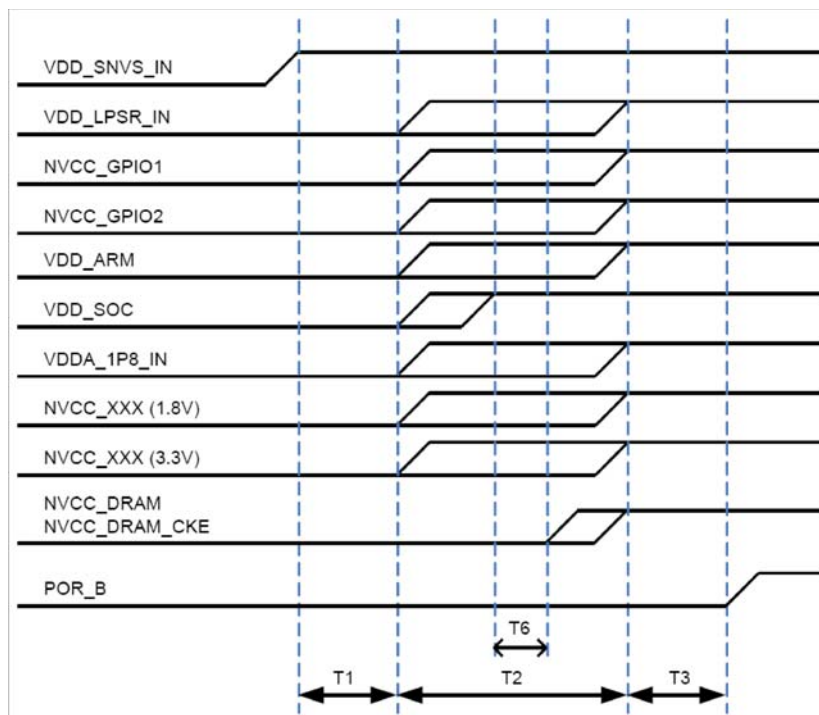 VDD_SNVS_IN
VDD_LPSR_IN
NVCC_GPIO1
NVCC_GPIO2
VDD_ARM
VDD_SOC
VDDA_1P8_IN
NVCC_XXX (1.8V)
NVCC_XXX (3.3V)
NVCC_DRAM
NVCC_DRAM_CKE
POR_B
T6
T1 T2 T3